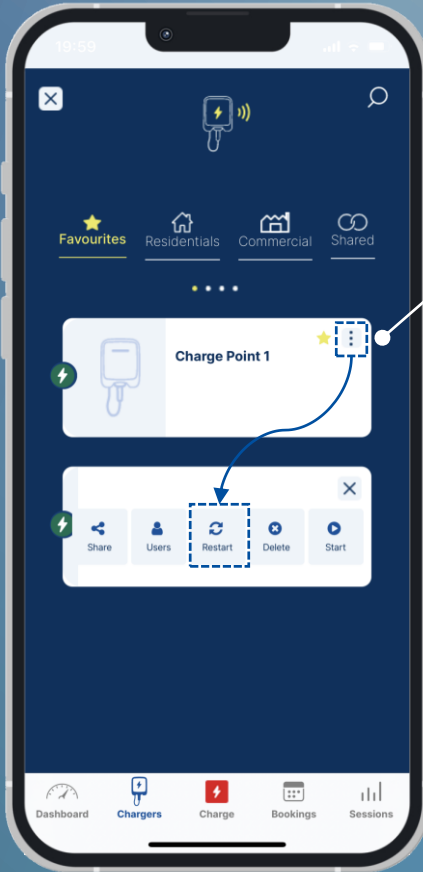 19:59
Favourites
Residentials
Commercial
Shared
Charge Point 1
Share
Users
Restart
Delete
Start
Dashboard
Chargers
Charge
Bookings
Sessions